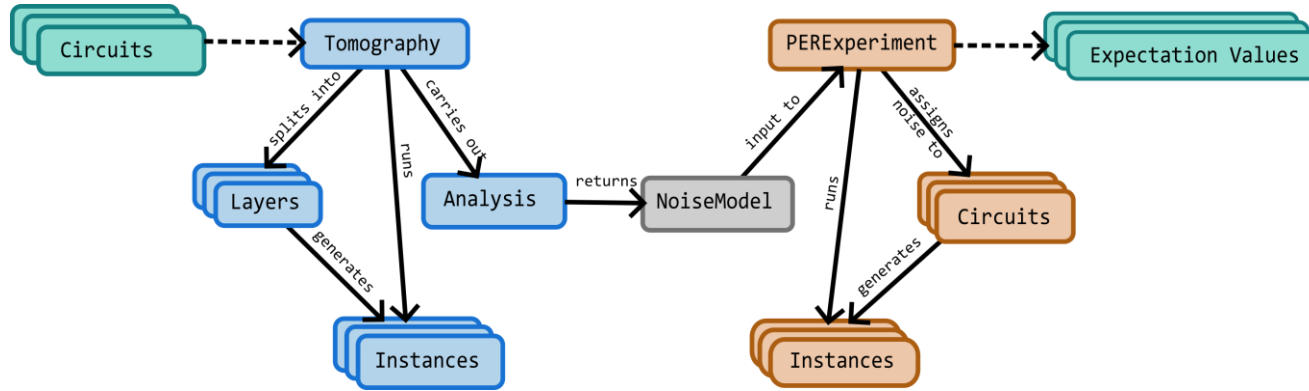 Circuits
Tomography
PERExperiment
Expectation Values
splits into
runs
carries out
input to
runs
assigns
noise to
Layers
Analysis
returns
NoiseModel
Circuits
generates
generates
Instances
Instances